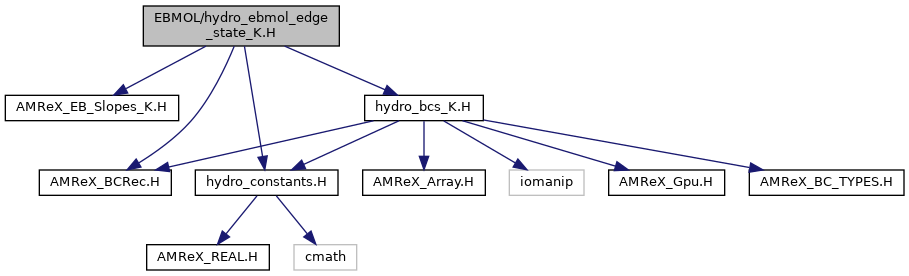 EBMOL/hydro_ebmol_edge
_state_K.H
AMReX_EB_Slopes_K.H
hydro_bcs_K.H
AMReX_BCRec.H
hydro_constants.H
AMReX_Array.H
iomanip
AMReX_Gpu.H
AMReX_BC_TYPES.H
AMReX_REAL.H
cmath